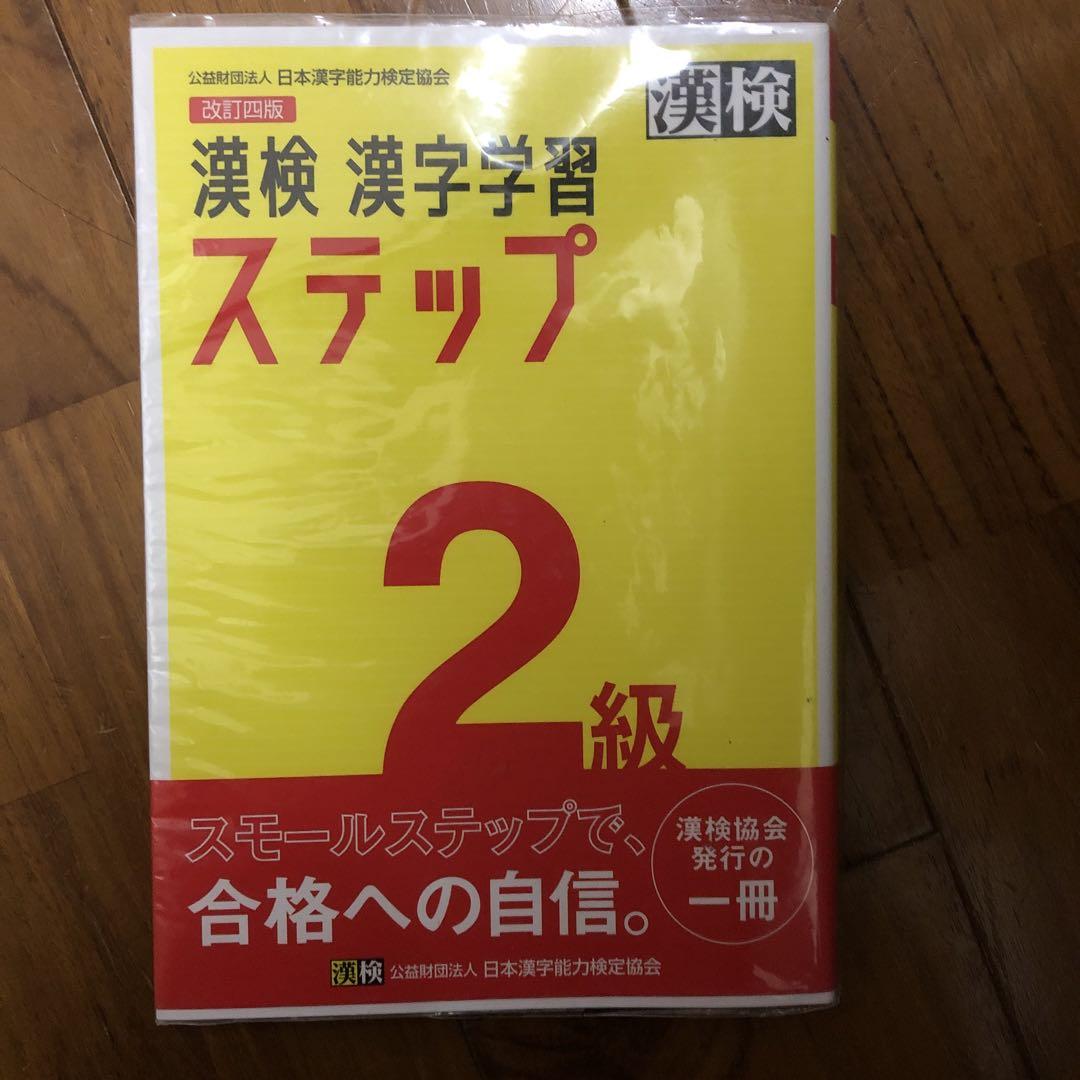 公益財団法人 日本漢字能力検定協会
漢検
改訂四版
漢検 漢字学習
ステップ
2級
スモールステップで、
合格への自信。
漢検協会
発行の
一冊
漢検 公益財団法人 日本漢字能力検定協会